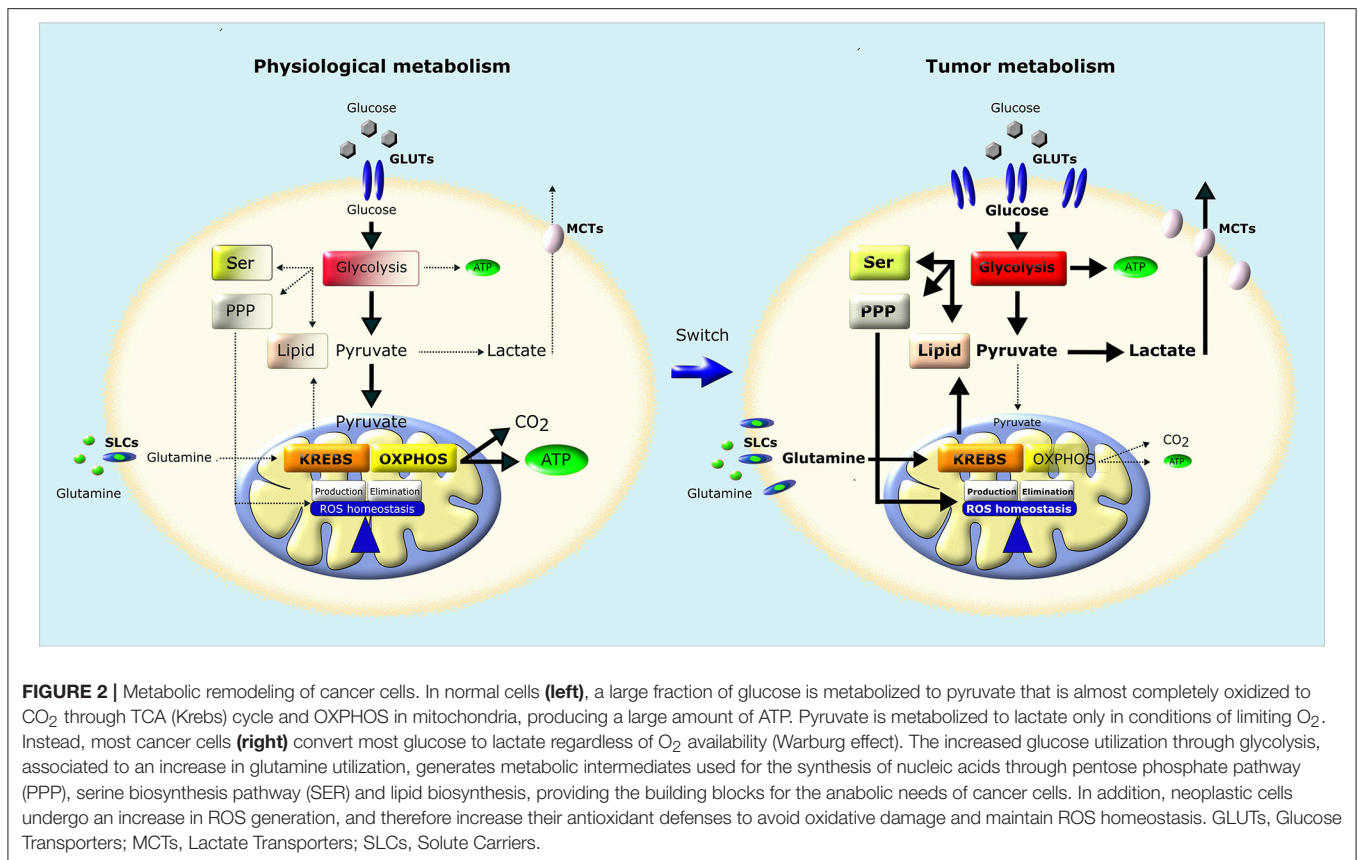 Physiological metabolism
Glucose
GLUTs
Glucose
MCTs
Ser
Glycolysis
ATP
PPP
Lipid
Pyruvate
Lactate
Pyruvate
CO₂
SLCs
Glutamine
KREBS
OXPHOS
ATP
Glutamine
Production
Elimination
ROS homeostasis
Switch
Tumor metabolism
Glucose
GLUTs
Glucose
MCTs
Ser
Glycolysis
ATP
PPP
Lipid
Pyruvate
Lactate
Pyruvate
CO₂
SLCs
Glutamine
KREBS
OXPHOS
ATP
Glutamine
Production
Elimination
ROS homeostasis
FIGURE 2 | Metabolic remodeling of cancer cells. In normal cells (left), a large fraction of glucose is metabolized to pyruvate that is almost completely oxidized to
CO₂ through TCA (Krebs) cycle and OXPHOS in mitochondria, producing a large amount of ATP. Pyruvate is metabolized to lactate only in conditions of limiting O₂.
Instead, most cancer cells (right) convert most glucose to lactate regardless of O₂ availability (Warburg effect). The increased glucose utilization through glycolysis,
associated to an increase in glutamine utilization, generates metabolic intermediates used for the synthesis of nucleic acids through pentose phosphate pathway
(PPP), serine biosynthesis pathway (SER) and lipid biosynthesis, providing the building blocks for the anabolic needs of cancer cells. In addition, neoplastic cells
undergo an increase in ROS generation, and therefore increase their antioxidant defenses to avoid oxidative damage and maintain ROS homeostasis. GLUTs, Glucose
Transporters; MCTs, Lactate Transporters; SLCs, Solute Carriers.